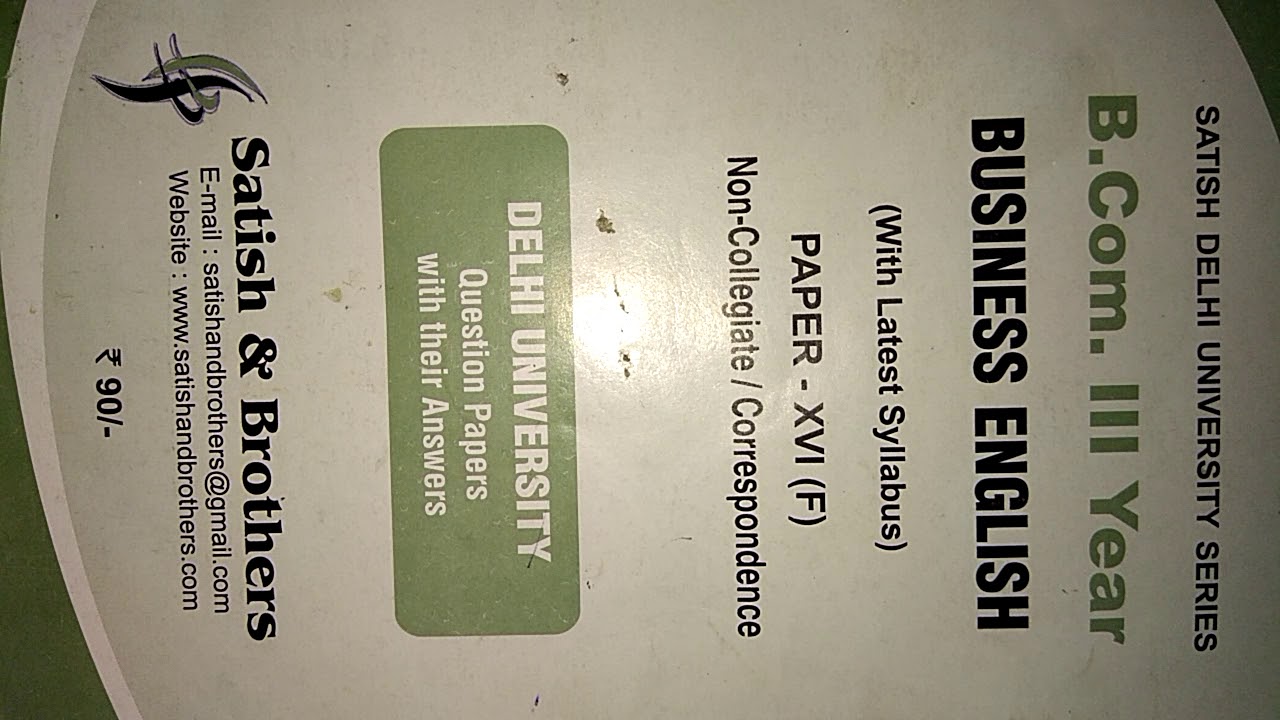 SATISH DELHI UNIVERSITY SERIES
B.Com. III Year
BUSINESS ENGLISH
(With Latest Syllabus)
PAPER - XVI (F)
Non-Collegiate / Correspondence
DELHI UNIVERSITY
Question Papers
with their Answers
Satish & Brothers
E-mail : satishandbrothers@gmail.com
Website : www.satishandbrothers.com
₹ 90/-